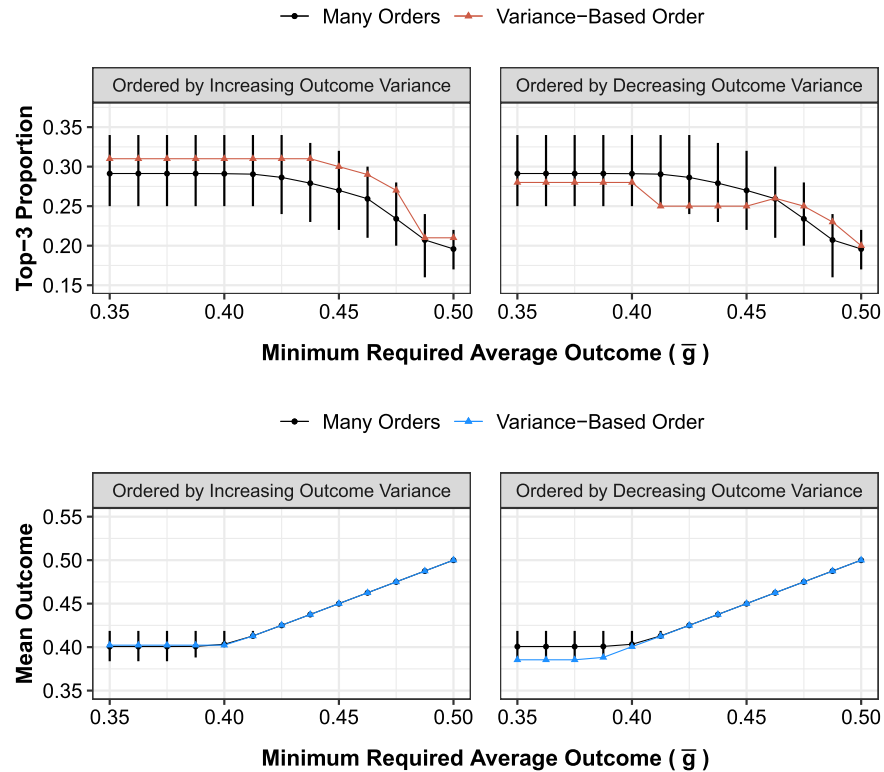 Many Orders Variance−Based Order
Ordered by Increasing Outcome Variance Ordered by Decreasing Outcome Variance
Top−3 Proportion
0.35
0.30
0.25
0.20
0.15
0.35 0.40 0.45 0.50 0.35 0.40 0.45 0.50
Minimum Required Average Outcome ( g̅ )
Many Orders Variance−Based Order
Ordered by Increasing Outcome Variance Ordered by Decreasing Outcome Variance
Mean Outcome
0.55
0.50
0.45
0.40
0.35
0.35 0.40 0.45 0.50 0.35 0.40 0.45 0.50
Minimum Required Average Outcome ( g̅ )